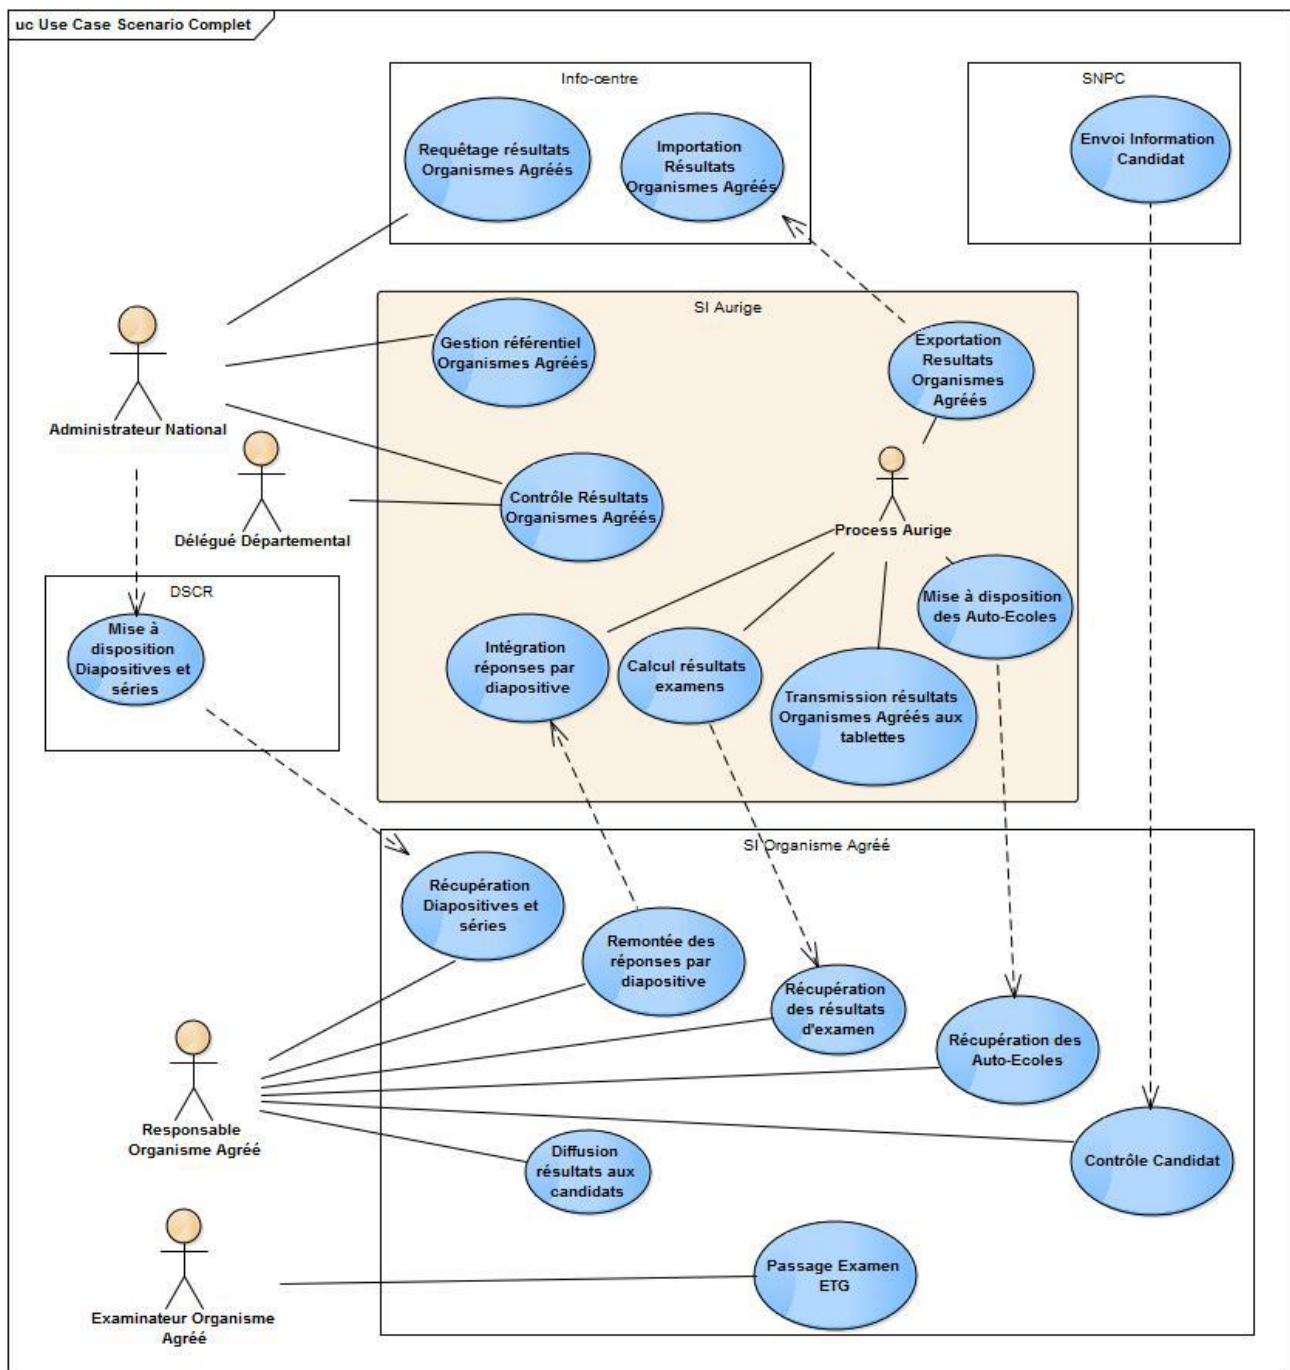 uc Use Case Scenario Complet
Info-centre
SNPC
Requêtage résultats
Organismes Agréés
Importation
Résultats
Organismes Agréés
Envoi Information
Candidat
SI Aurige
Gestion référentiel
Organismes Agréés
Exportation
Resultats
Organismes
Agréés
Administrateur National
Contrôle Résultats
Organismes Agréés
Délégué Départemental
Process Aurige
DSCR
Mise à
disposition
Diapositives et
séries
Intégration
réponses par
diapositive
Calcul résultats
examens
Mise à disposition
des Auto-Ecoles
Transmission résultats
Organismes Agréés aux
tablettes
SI Organisme Agréé
Récupération
Diapositives et
séries
Remontée des
réponses par
diapositive
Récupération
des résultats
d'examen
Récupération des
Auto-Ecoles
Responsable
Organisme Agréé
Diffusion
résultats aux
candidats
Contrôle Candidat
Passage Examen
ETG
Examinateur Organisme
Agréé